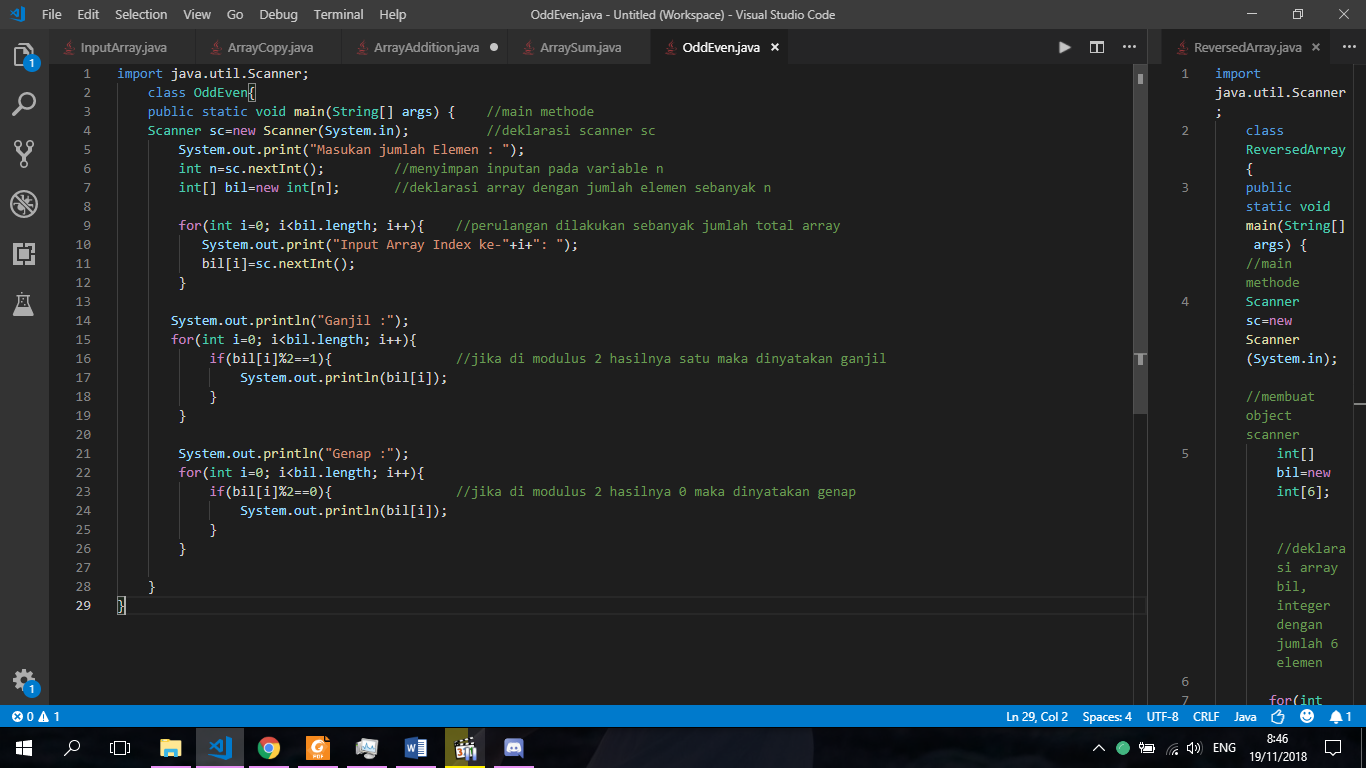 File Edit Selection View Go Debug Terminal Help OddEven.java - Untitled (Workspace) - Visual Studio Code
InputArray.java ArrayCopy.java ArrayAddition.java ArraySum.java OddEven.java
ReversedArray.java
1 import java.util.Scanner;
2 class OddEven{
3 public static void main(String[] args) { //main methode
4 Scanner sc=new Scanner(System.in); //deklarasi scanner sc
5 System.out.print("Masukan jumlah Elemen : ");
6 int n=sc.nextInt(); //menyimpan inputan pada variable n
7 int[] bil=new int[n]; //deklarasi array dengan jumlah elemen sebanyak n
8
9 for(int i=0; i<bil.length; i++){ //perulangan dilakukan sebanyak jumlah total array
10 System.out.print("Input Array Index ke-"+i+": ");
11 bil[i]=sc.nextInt();
12 }
13
14 System.out.println("Ganjil :");
15 for(int i=0; i<bil.length; i++){
16 if(bil[i]%2==1){ //jika di modulus 2 hasilnya satu maka dinyatakan ganjil
17 System.out.println(bil[i]);
18 }
19 }
20
21 System.out.println("Genap :");
22 for(int i=0; i<bil.length; i++){
23 if(bil[i]%2==0){ //jika di modulus 2 hasilnya 0 maka dinyatakan genap
24 System.out.println(bil[i]);
25 }
26 }
27
28 }
29 }
1 import
java.util.Scanner
;
2 class
ReversedArray
{
3 public
static void
main(String[]
args) {
//main
methode
4 Scanner
sc=new
Scanner
(System.in);
//membuat
object
scanner
5 int[]
bil=new
int[6];
//deklara
si array
bil,
integer
dengan
jumlah 6
elemen
6
7 for(int
1
1
0 1 Ln 29, Col 2 Spaces: 4 UTF-8 CRLF Java 1
ENG 8:46
19/11/2018